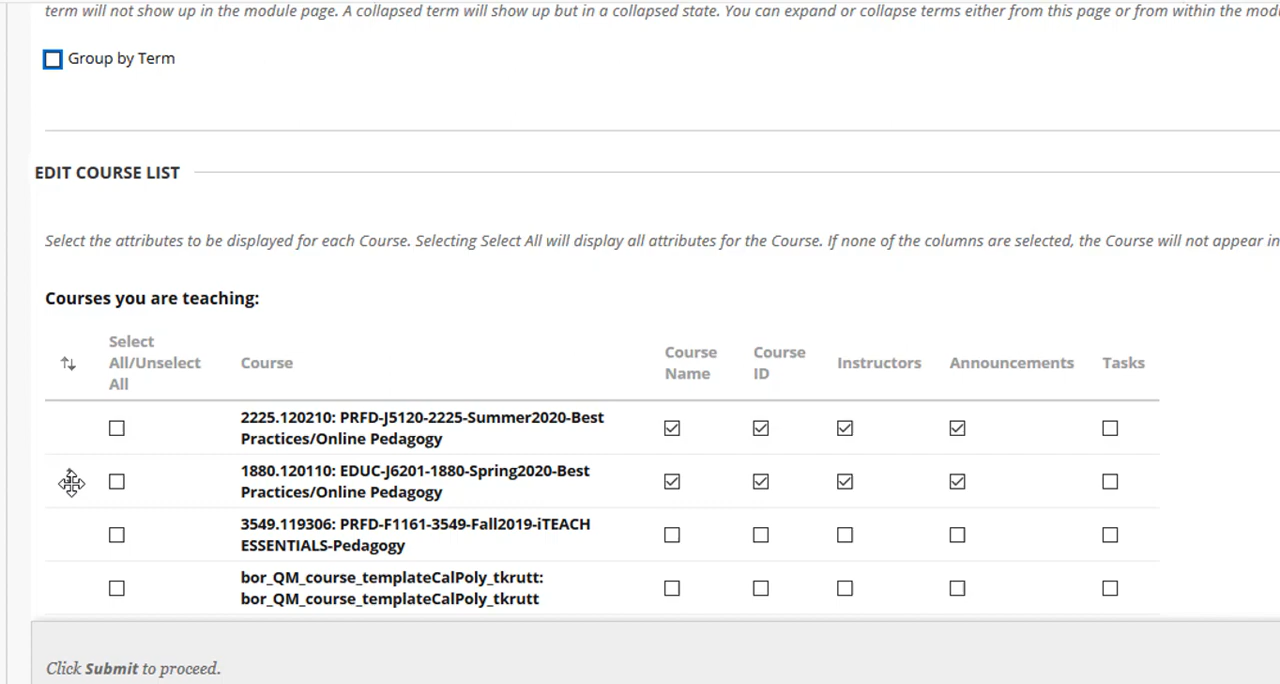 term will not show up in the module page. A collapsed term will show up but in a collapsed state. You can expand or collapse terms either from this page or from within the
Group by Term
EDIT COURSE LIST
Select the attributes to be displayed for each Course. Selecting Select All will display all attributes for the Course. If none of the columns are selected, the Course will not appear in
Courses you are teaching:
Select
All/Unselect
All
Course
Course
Name
Course
ID
Instructors
Announcements
Tasks
2225.120210: PRFD-J5120-2225-Summer2020-Best
Practices/Online Pedagogy
1880.120110: EDUC-J6201-1880-Spring2020-Best
Practices/Online Pedagogy
3549.119306: PRFD-F1161-3549-Fall2019-iTEACH
ESSENTIALS-Pedagogy
bor_QM_course_templateCalPoly_tkrutt:
bor_QM_course_templateCalPoly_tkrutt
Click Submit to proceed.